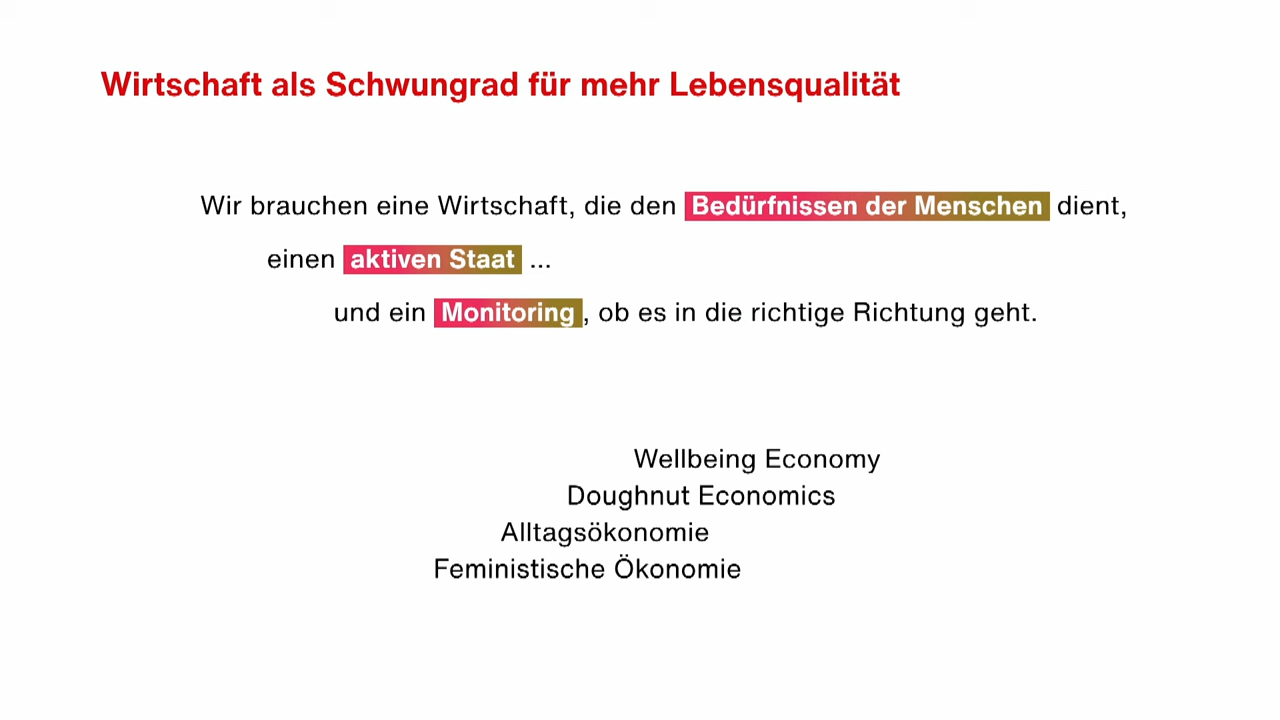 Wirtschaft als Schwungrad für mehr Lebensqualität
Wir brauchen eine Wirtschaft, die den Bedürfnissen der Menschen dient,
einen aktiven Staat ...
und ein Monitoring, ob es in die richtige Richtung geht.
Wellbeing Economy
Doughnut Economics
Alltagsökonomie
Feministische Ökonomie